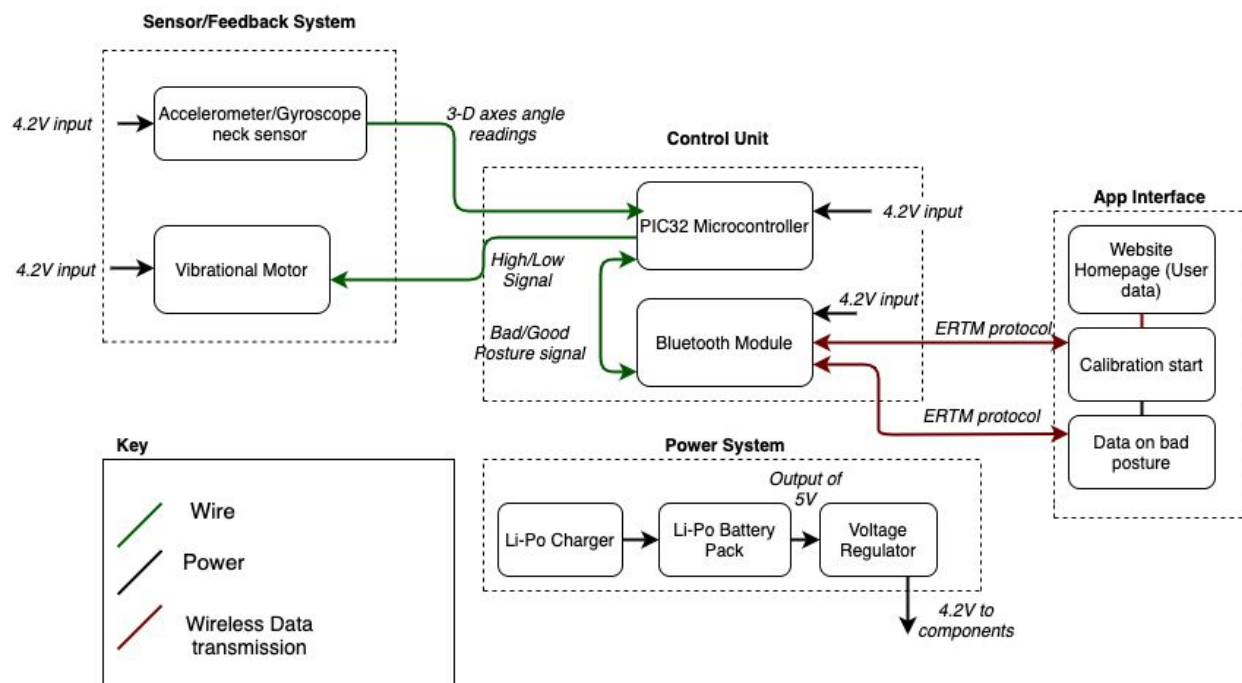 Sensor/Feedback System
4.2V input
Accelerometer/Gyroscope
neck sensor
3-D axes angle
readings
4.2V input
Vibrational Motor
High/Low
Signal
Control Unit
PIC32 Microcontroller
4.2V input
Bad/Good
Posture signal
Bluetooth Module
4.2V input
ERTM protocol
ERTM protocol
App Interface
Website
Homepage (User
data)
Calibration start
Data on bad
posture
Key
Wire
Power
Wireless Data
transmission
Power System
Li-Po Charger
Li-Po Battery
Pack
Output of
5V
Voltage
Regulator
4.2V to
components